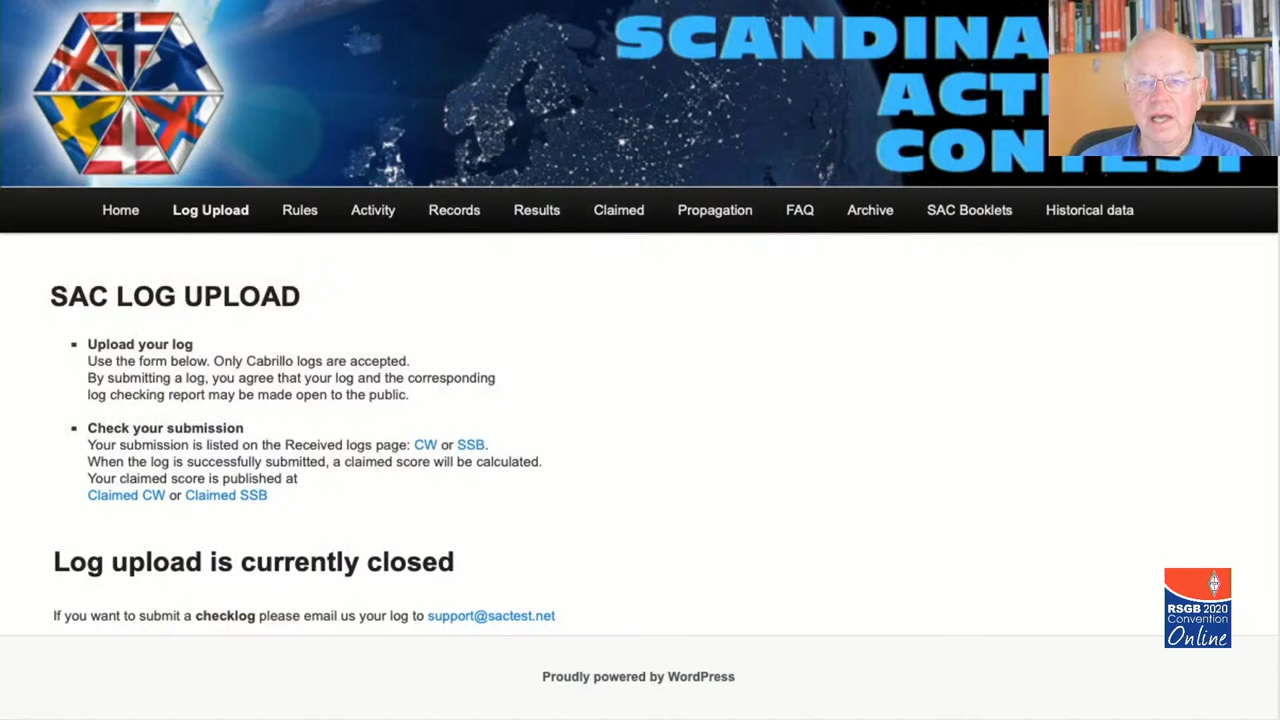 SCANDINA
ACTI
CONTEST
Home Log Upload Rules Activity Records Results Claimed Propagation FAQ Archive SAC Booklets Historical data
SAC LOG UPLOAD
Upload your log
Use the form below. Only Cabrillo logs are accepted.
By submitting a log, you agree that your log and the corresponding
log checking report may be made open to the public.
Check your submission
Your submission is listed on the Received logs page: CW or SSB.
When the log is successfully submitted, a claimed score will be calculated.
Your claimed score is published at
Claimed CW or Claimed SSB
Log upload is currently closed
If you want to submit a checklog please email us your log to support@sactest.net
RSGB 2020
Convention
Online
Proudly powered by WordPress